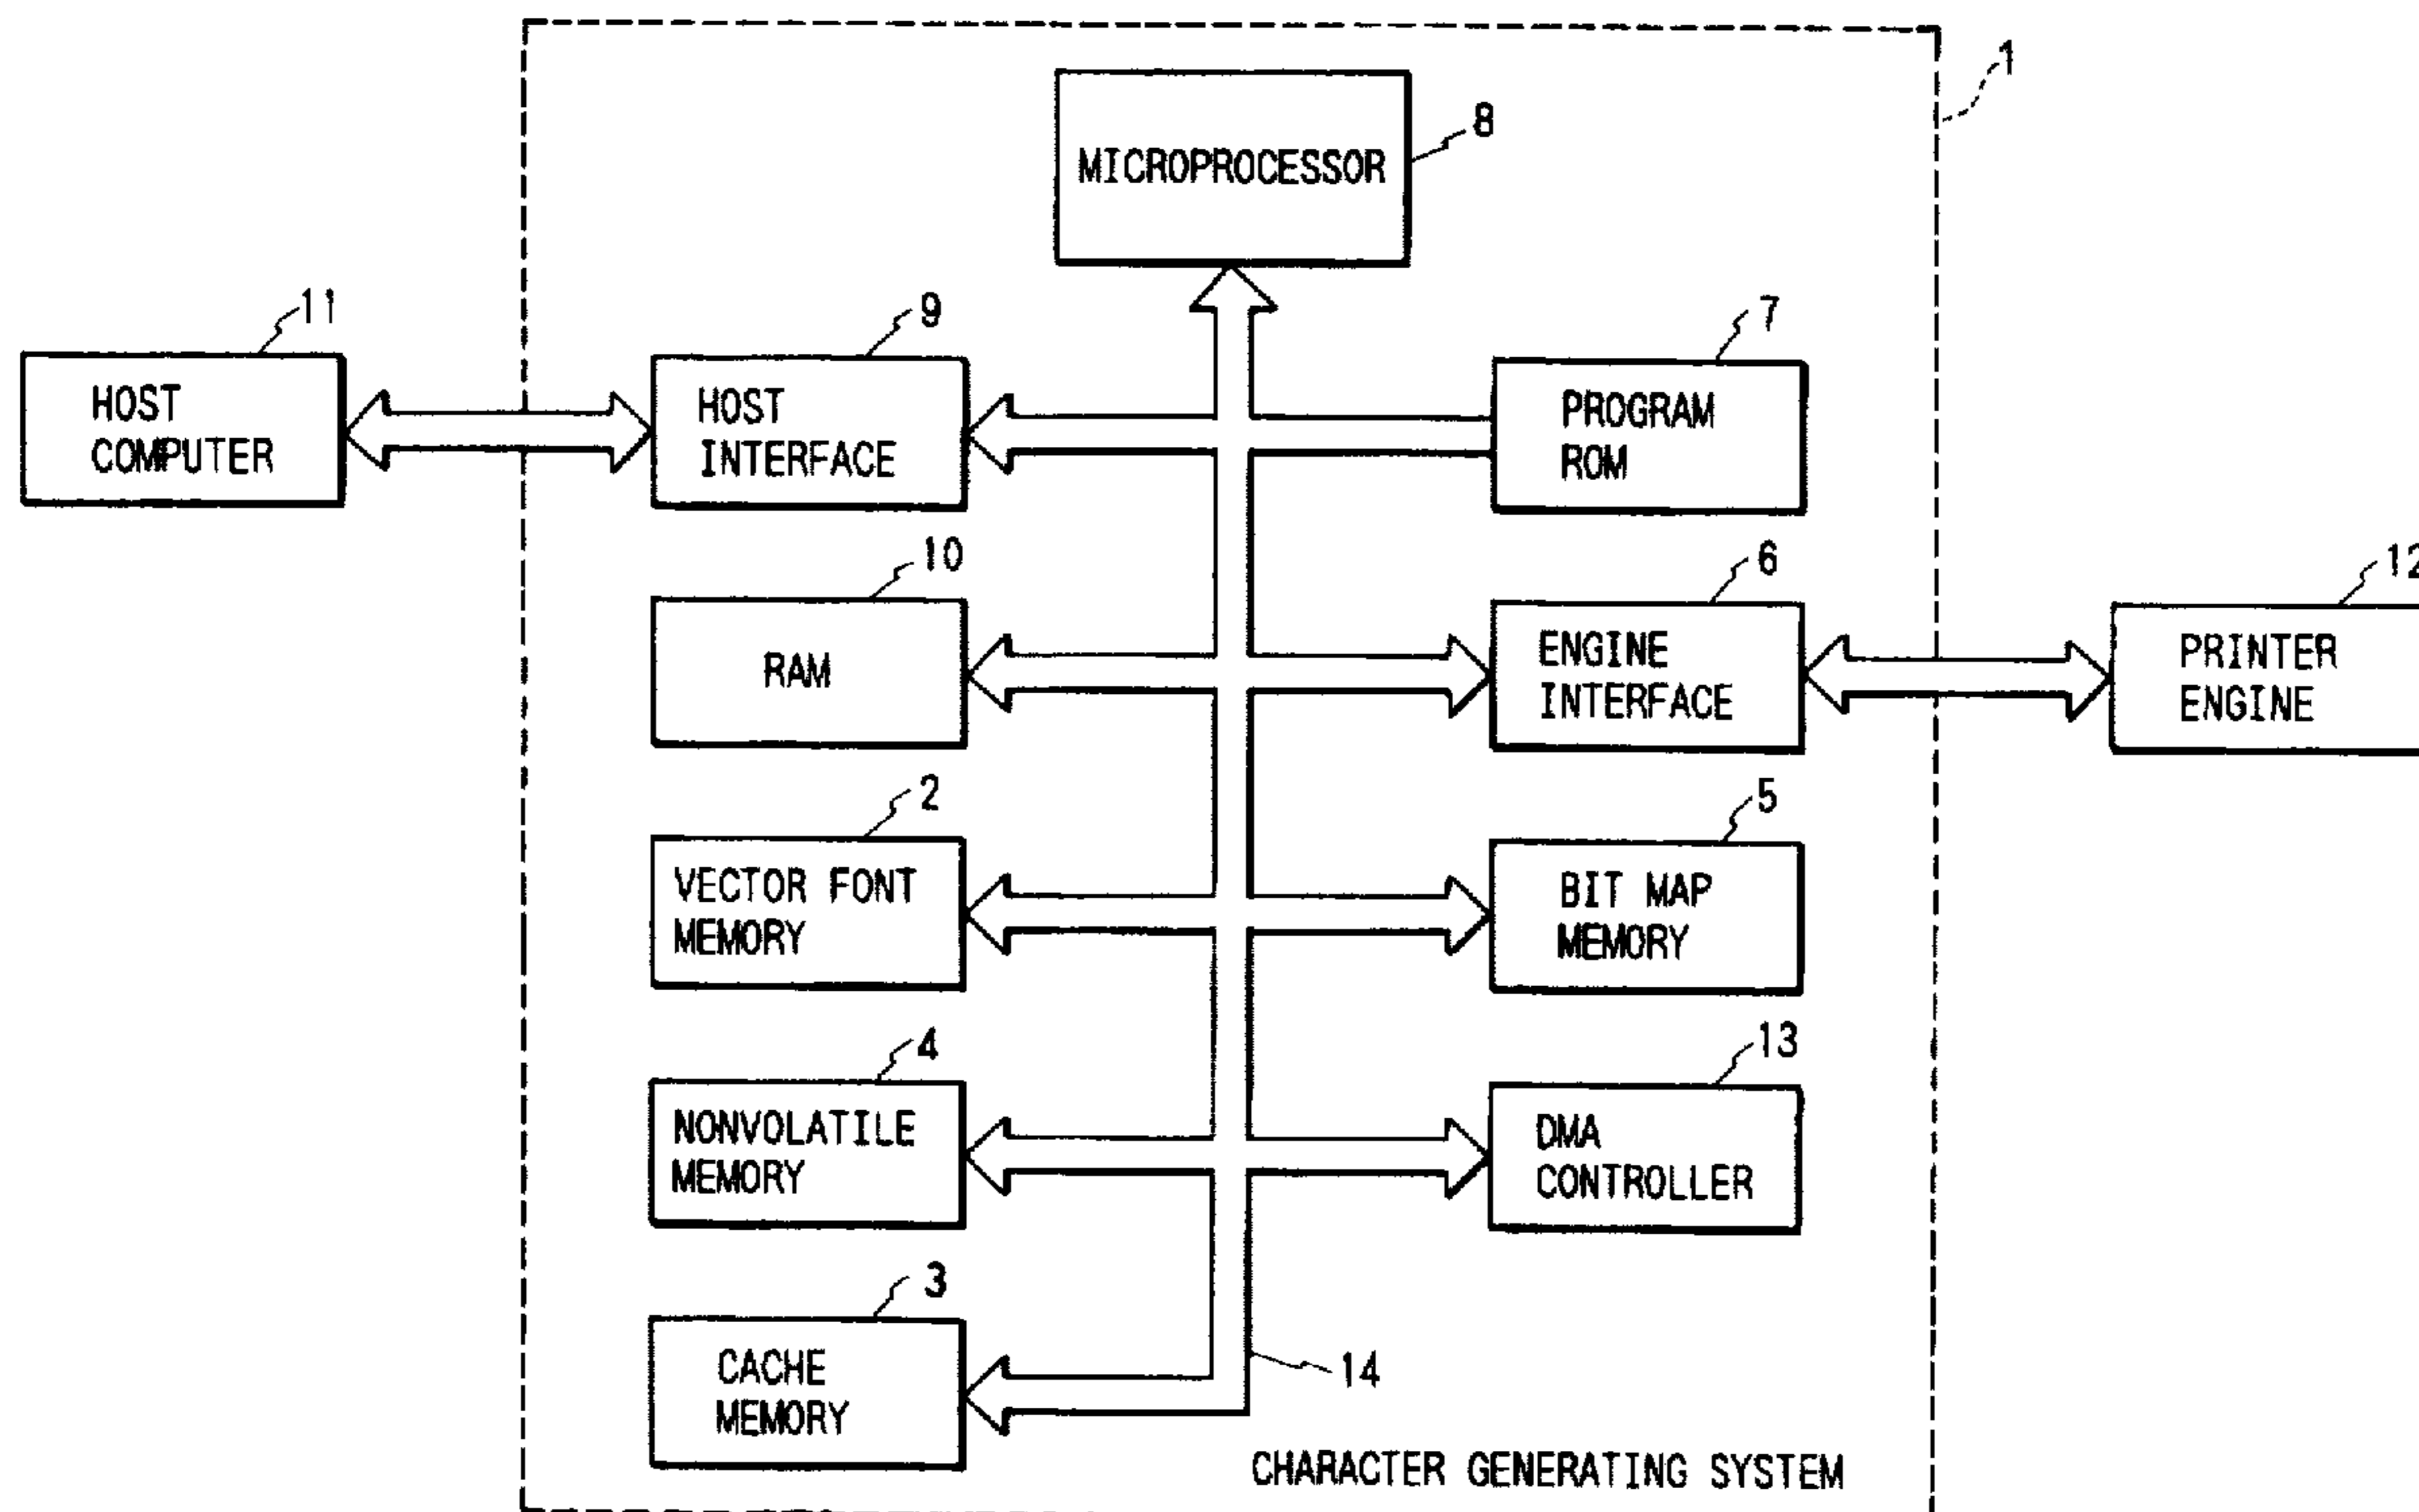 1
8
MICROPROCESSOR
11
9
7
HOST
COMPUTER
HOST
INTERFACE
PROGRAM
ROM
10
6
12
RAM
ENGINE
INTERFACE
PRINTER
ENGINE
2
5
VECTOR FONT
MEMORY
BIT MAP
MEMORY
4
13
NONVOLATILE
MEMORY
DMA
CONTROLLER
3
CACHE
MEMORY
14
CHARACTER GENERATING SYSTEM